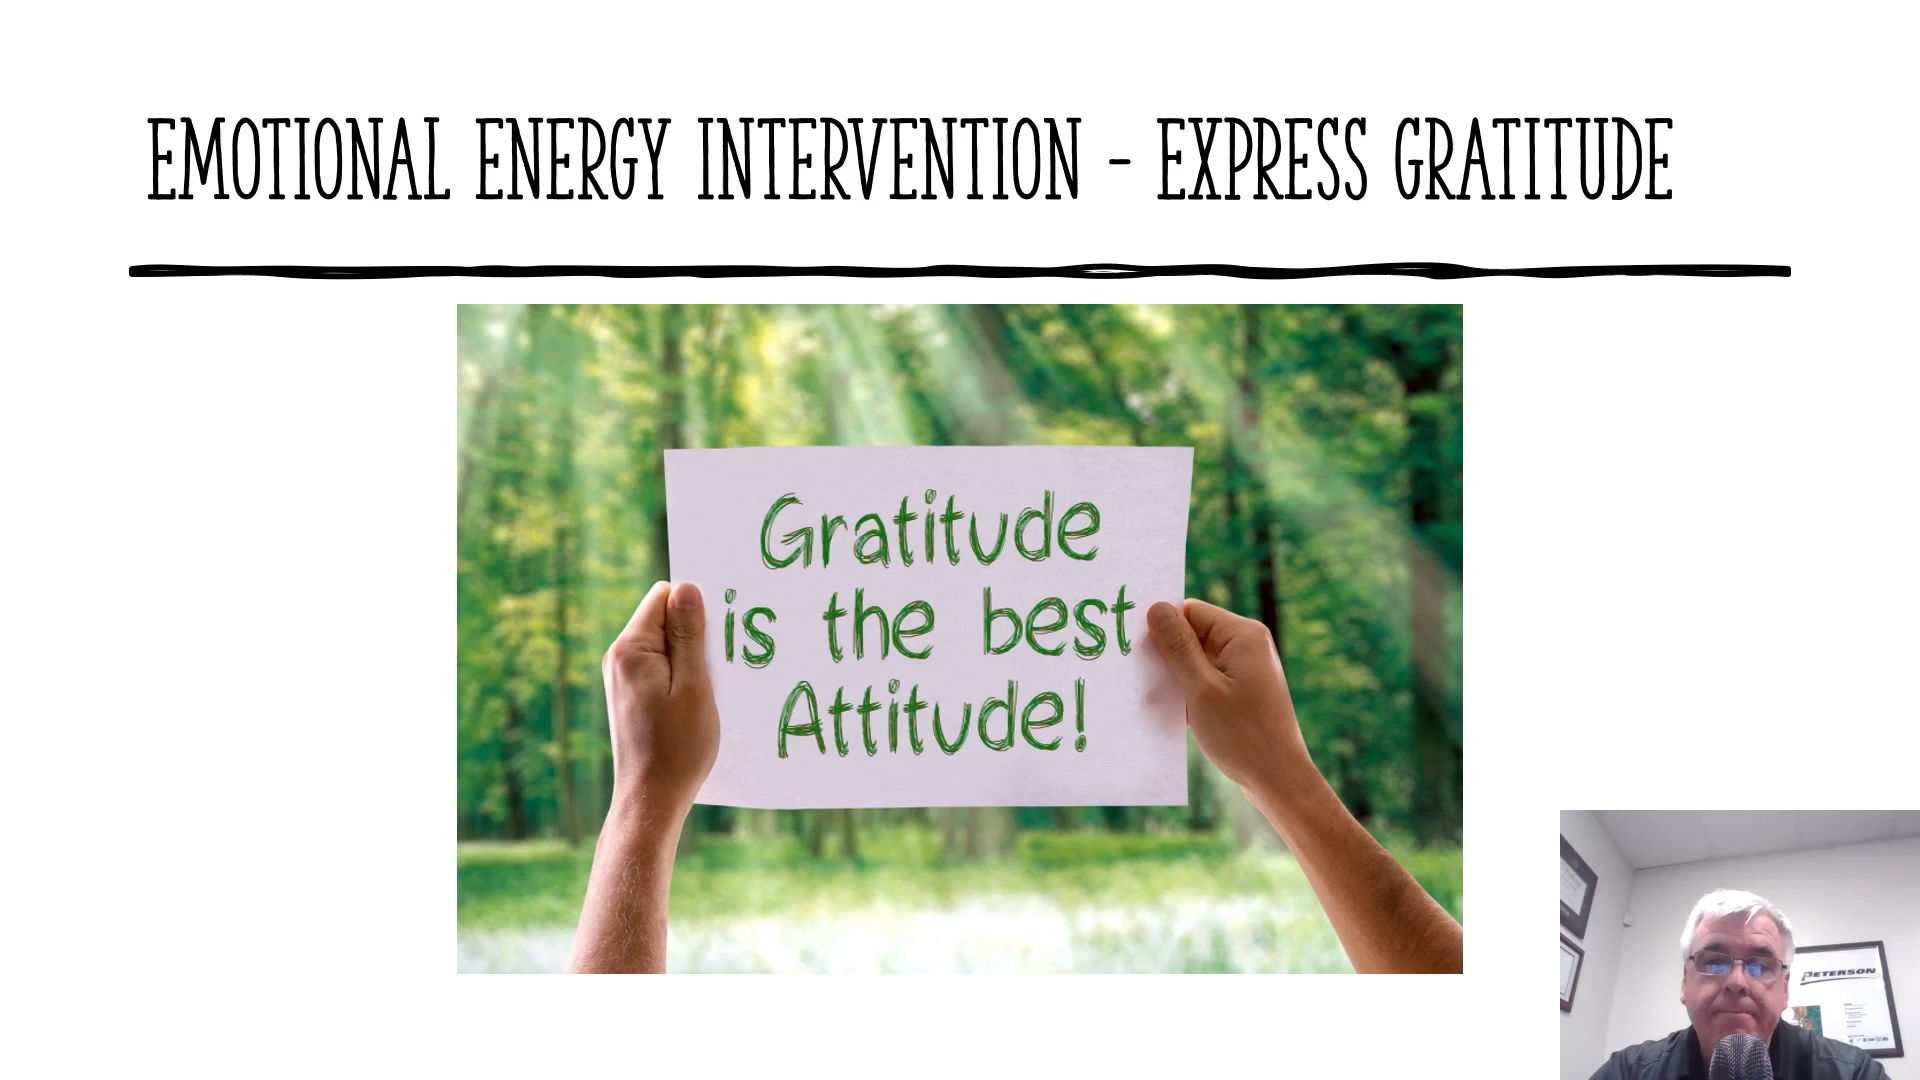 EMOTIONAL ENERGY INTERVENTION - EXPRESS GRATITUDE
Gratitude
is the best
Attitude!
PETERSON